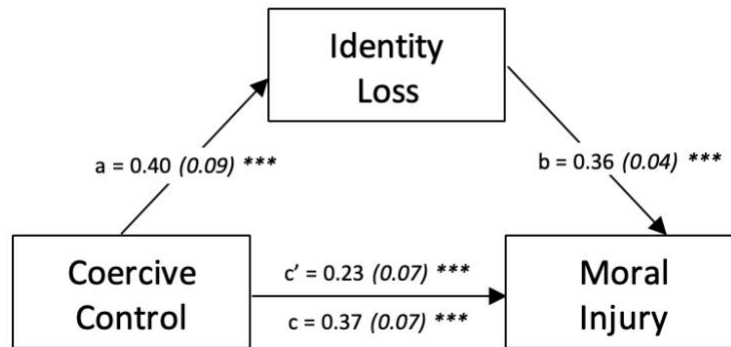 Identity
Loss
a = 0.40 (0.09) ***
b = 0.36 (0.04) ***
Coercive
Control
c’ = 0.23 (0.07) ***
c = 0.37 (0.07) ***
Moral
Injury